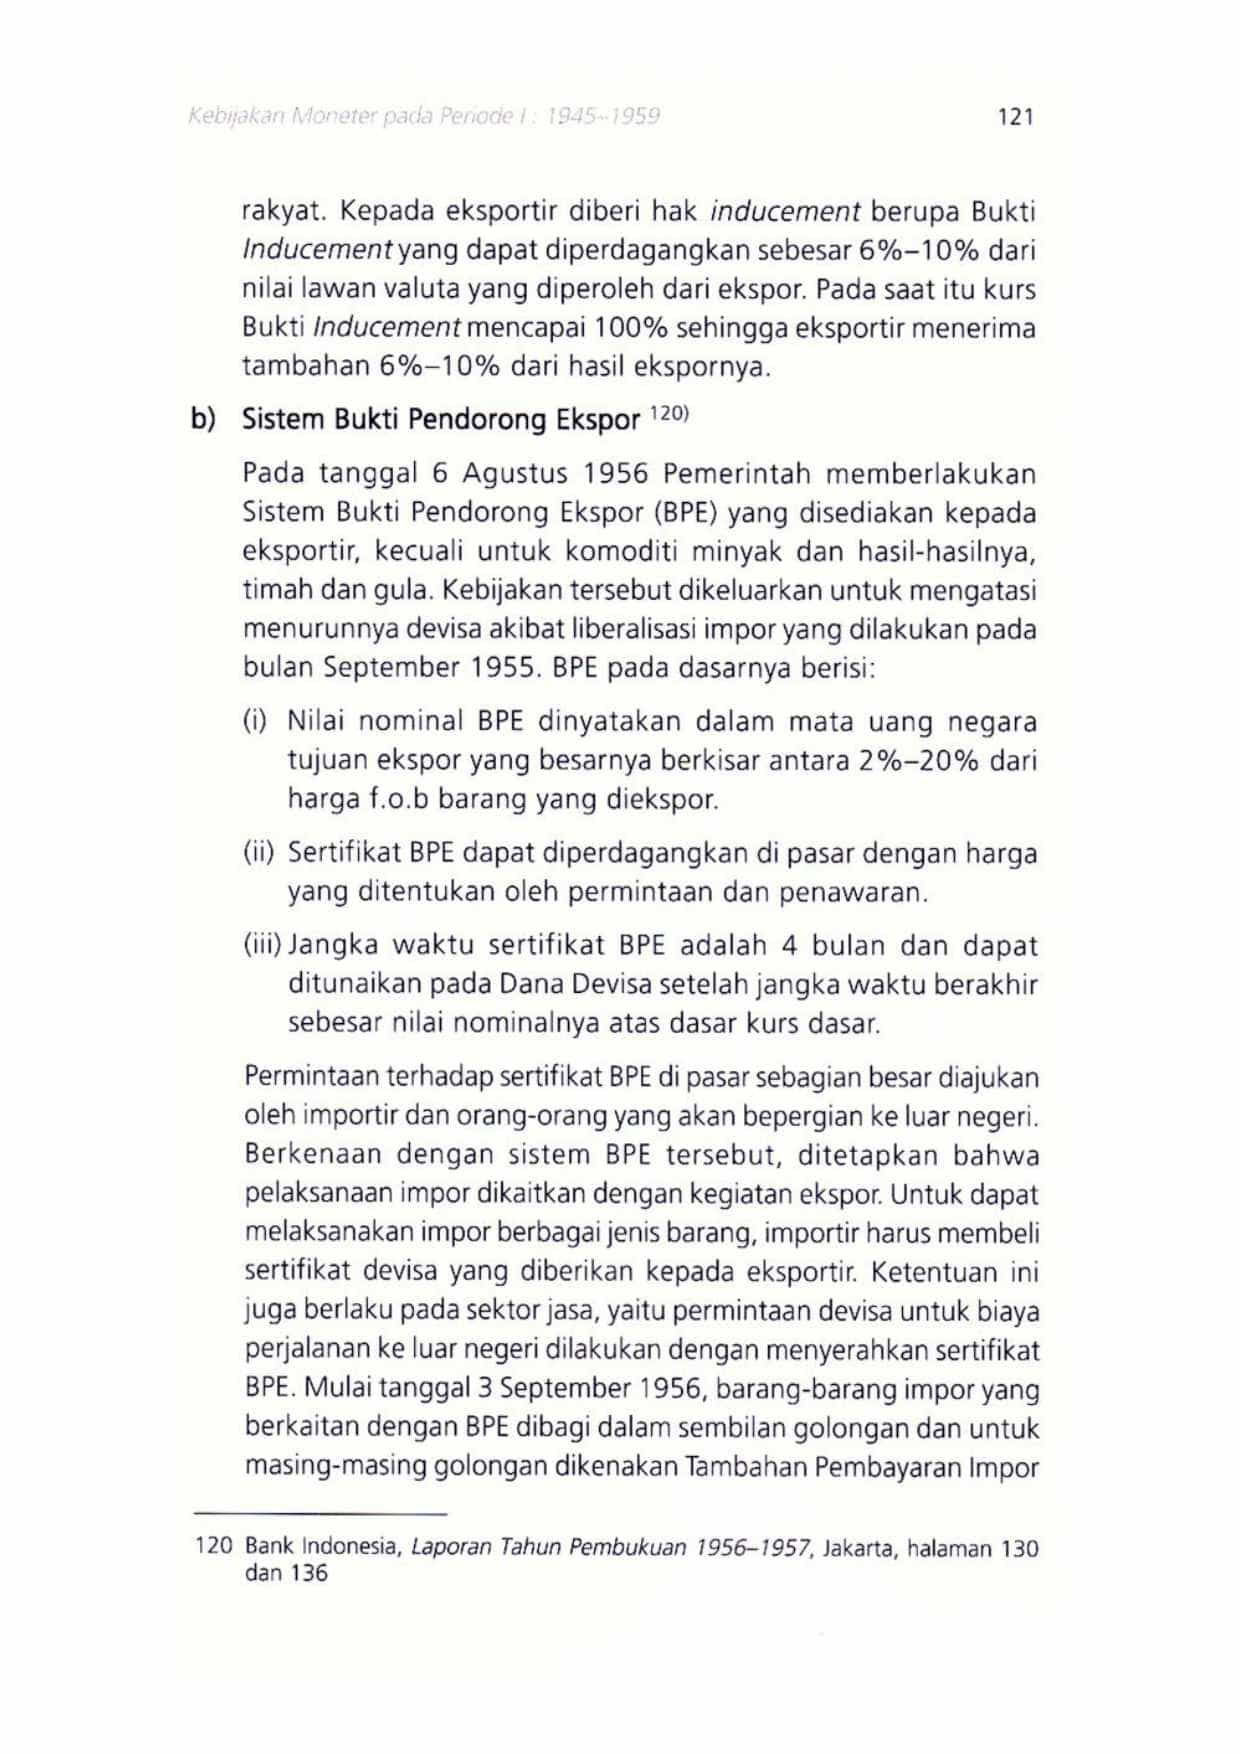 Kebijakan Moneter pada Periode I : 1945–1959 121
rakyat. Kepada eksportir diberi hak inducement berupa Bukti
Inducement yang dapat diperdagangkan sebesar 6%–10% dari
nilai lawan valuta yang diperoleh dari ekspor. Pada saat itu kurs
Bukti Inducement mencapai 100% sehingga eksportir menerima
tambahan 6%–10% dari hasil ekspornya.
b) Sistem Bukti Pendorong Ekspor 120)
Pada tanggal 6 Agustus 1956 Pemerintah memberlakukan
Sistem Bukti Pendorong Ekspor (BPE) yang disediakan kepada
eksportir, kecuali untuk komoditi minyak dan hasil-hasilnya,
timah dan gula. Kebijakan tersebut dikeluarkan untuk mengatasi
menurunnya devisa akibat liberalisasi impor yang dilakukan pada
bulan September 1955. BPE pada dasarnya berisi:
(i) Nilai nominal BPE dinyatakan dalam mata uang negara
tujuan ekspor yang besarnya berkisar antara 2%–20% dari
harga f.o.b barang yang diekspor.
(ii) Sertifikat BPE dapat diperdagangkan di pasar dengan harga
yang ditentukan oleh permintaan dan penawaran.
(iii) Jangka waktu sertifikat BPE adalah 4 bulan dan dapat
ditunaikan pada Dana Devisa setelah jangka waktu berakhir
sebesar nilai nominalnya atas dasar kurs dasar.
Permintaan terhadap sertifikat BPE di pasar sebagian besar diajukan
oleh importir dan orang-orang yang akan bepergian ke luar negeri.
Berkenaan dengan sistem BPE tersebut, ditetapkan bahwa
pelaksanaan impor dikaitkan dengan kegiatan ekspor. Untuk dapat
melaksanakan impor berbagai jenis barang, importir harus membeli
sertifikat devisa yang diberikan kepada eksportir. Ketentuan ini
juga berlaku pada sektor jasa, yaitu permintaan devisa untuk biaya
perjalanan ke luar negeri dilakukan dengan menyerahkan sertifikat
BPE. Mulai tanggal 3 September 1956, barang-barang impor yang
berkaitan dengan BPE dibagi dalam sembilan golongan dan untuk
masing-masing golongan dikenakan Tambahan Pembayaran Impor
120 Bank Indonesia, Laporan Tahun Pembukuan 1956–1957, Jakarta, halaman 130
dan 136